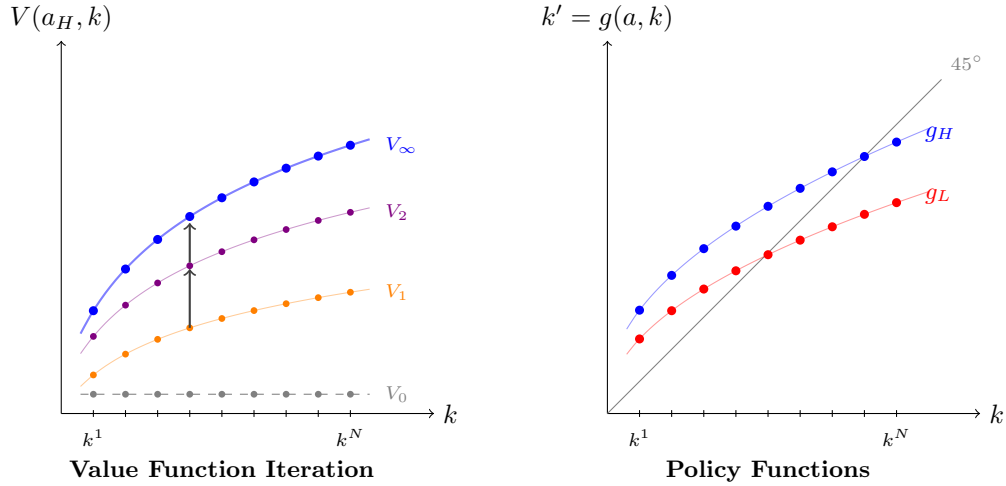 V(a_H, k)
V_∞
V_2
V_1
V_0
k
k^1
k^N
Value Function Iteration
k′ = g(a, k)
45°
g_H
g_L
k
k^1
k^N
Policy Functions